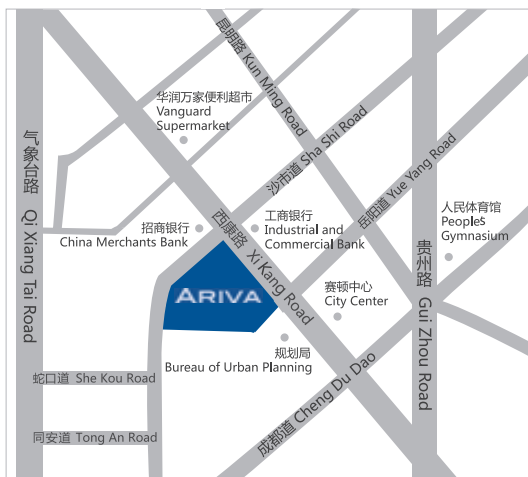 昆明路 Kun Ming Road
华润万家便利超市
Vanguard
Supermarket
沙市道 Sha Shi Road
岳阳道 Yue Yang Road
气象台路 Qi Xiang Tai Road
人民体育馆
Peoples
Gymnasium
招商银行
China Merchants Bank
西康路 Xi Kang Road
工商银行
Industrial and
Commercial Bank
贵州路 Gui Zhou Road
ARIVA
赛顿中心
City Center
规划局
Bureau of Urban Planning
蛇口道 She Kou Road
成都道 Cheng Du Dao
同安道 Tong An Road